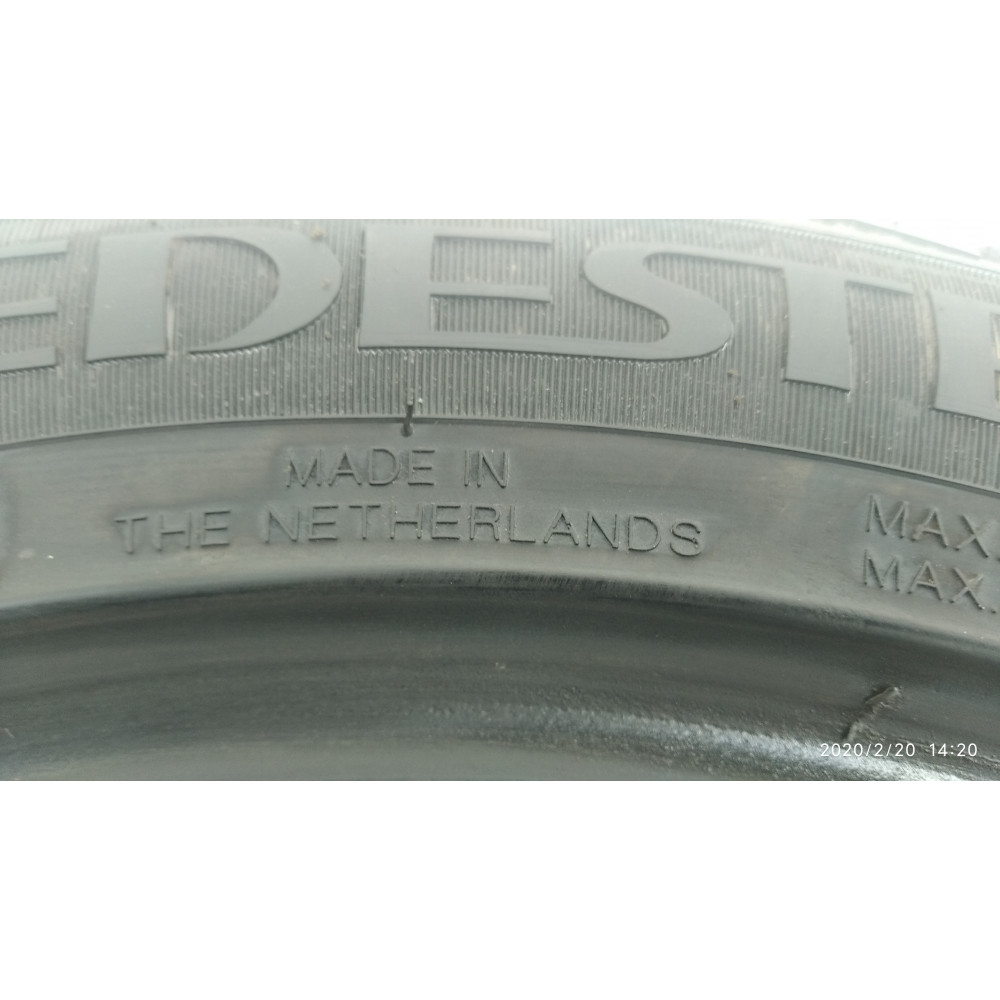 EDEST
MADE IN
THE NETHERLANDS
MAX.
MAX.
2020/2/20 14:20